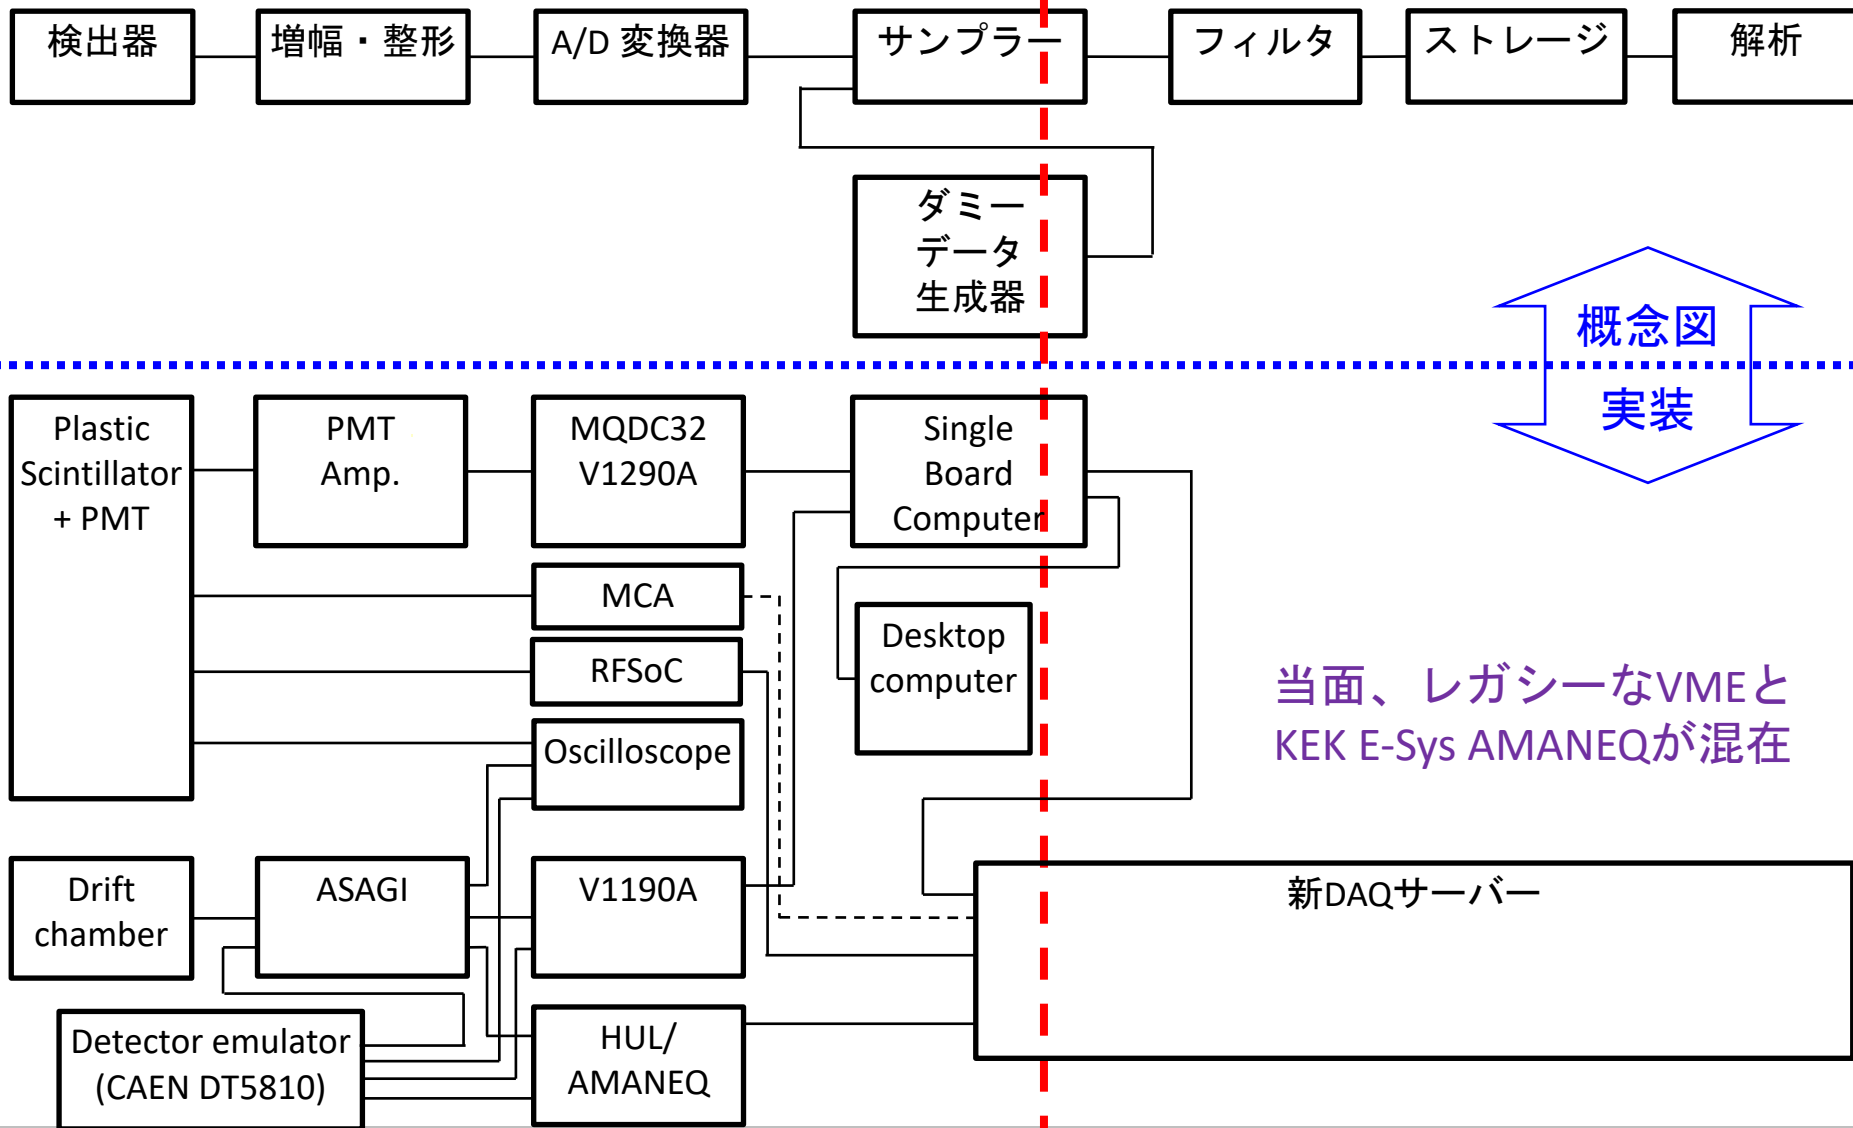 検出器
増幅・整形
A/D 変換器
サンプラー
フィルタ
ストレージ
解析
ダミー
データ
生成器
概念図
実装
Plastic
Scintillator
+ PMT
PMT
Amp.
MQDC32
V1290A
Single
Board
Computer
MCA
RFSoC
Oscilloscope
Desktop
computer
当面、レガシーなVMEと
KEK E-Sys AMANEQが混在
Drift
chamber
ASAGI
V1190A
新DAQサーバー
Detector emulator
(CAEN DT5810)
HUL/
AMANEQ